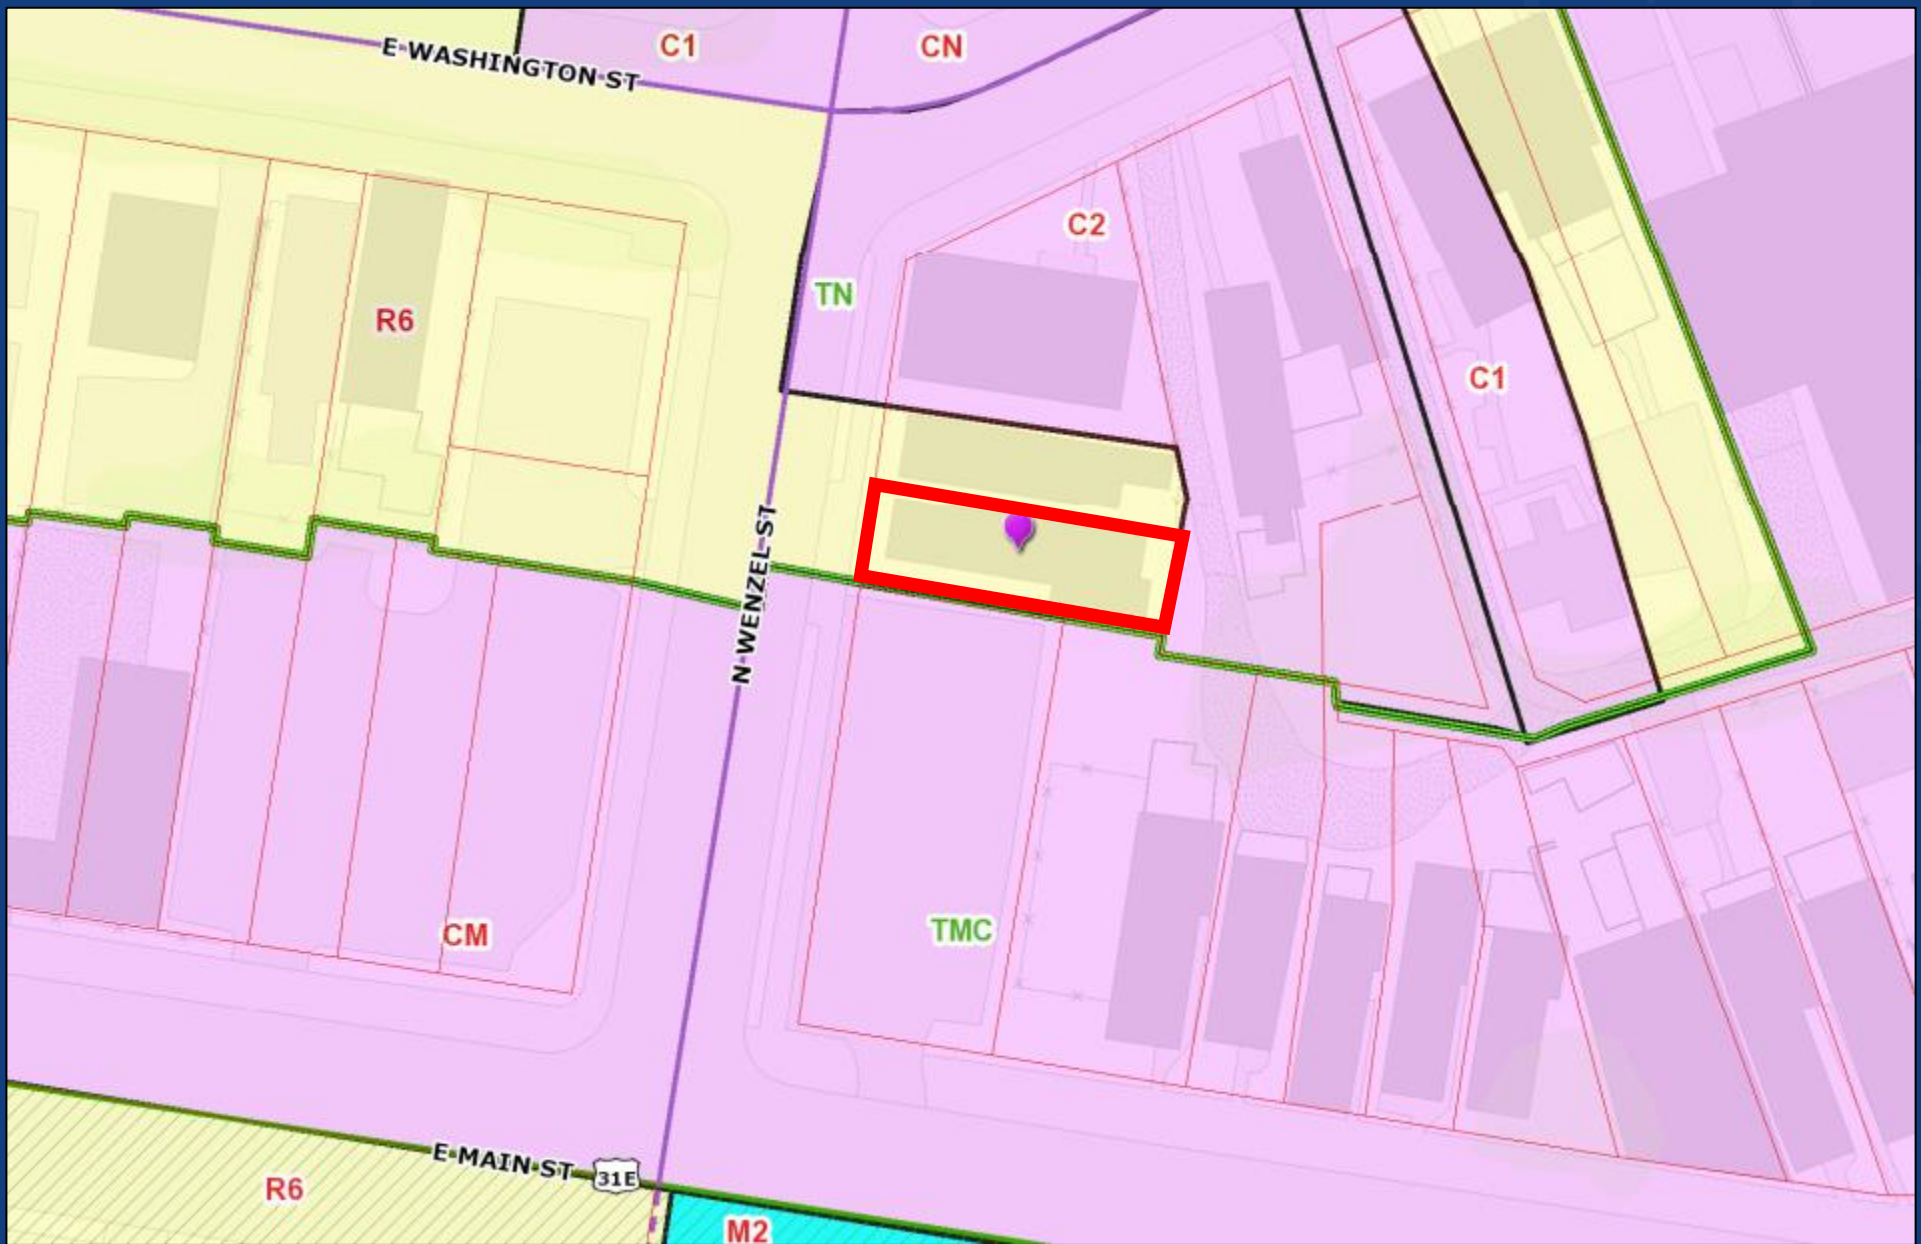 C1
CN
E WASHINGTON ST
C2
TN
R6
C1
N WENZEL ST
TMC
CM
E MAIN ST
31E
R6
M2